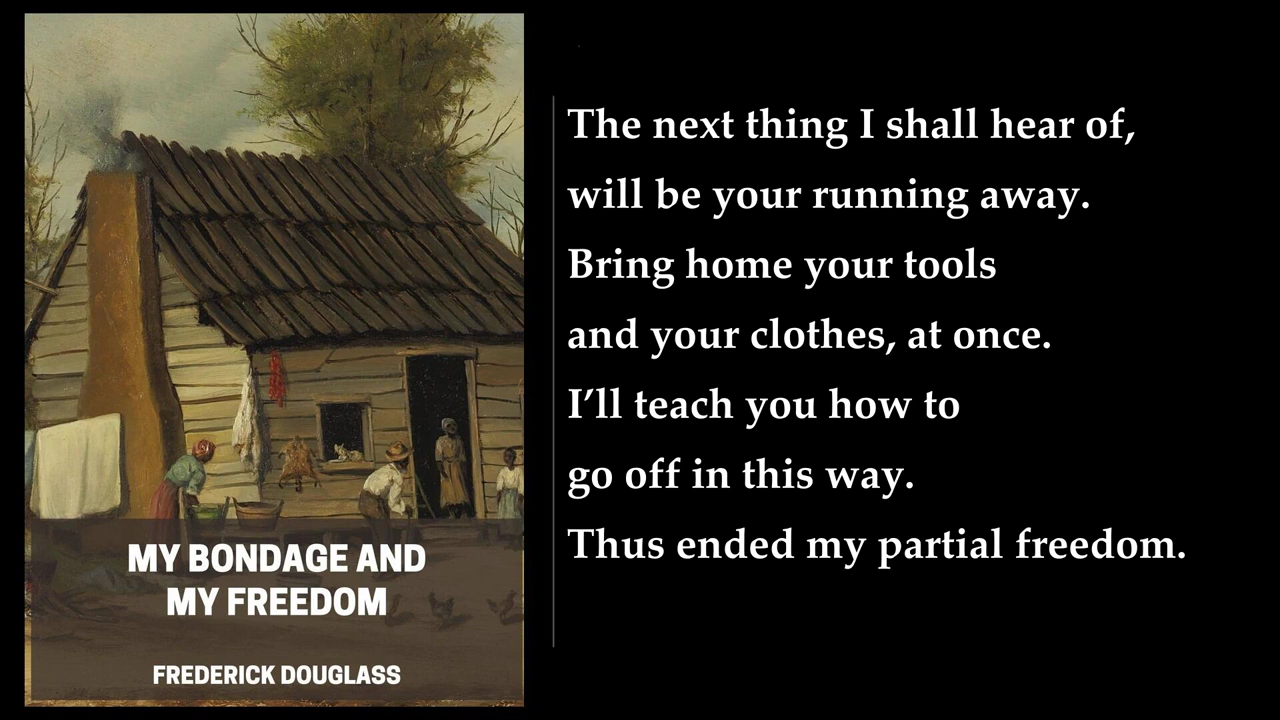 MY BONDAGE AND
MY FREEDOM
FREDERICK DOUGLASS
The next thing I shall hear of,
will be your running away.
Bring home your tools
and your clothes, at once.
I’ll teach you how to
go off in this way.
Thus ended my partial freedom.